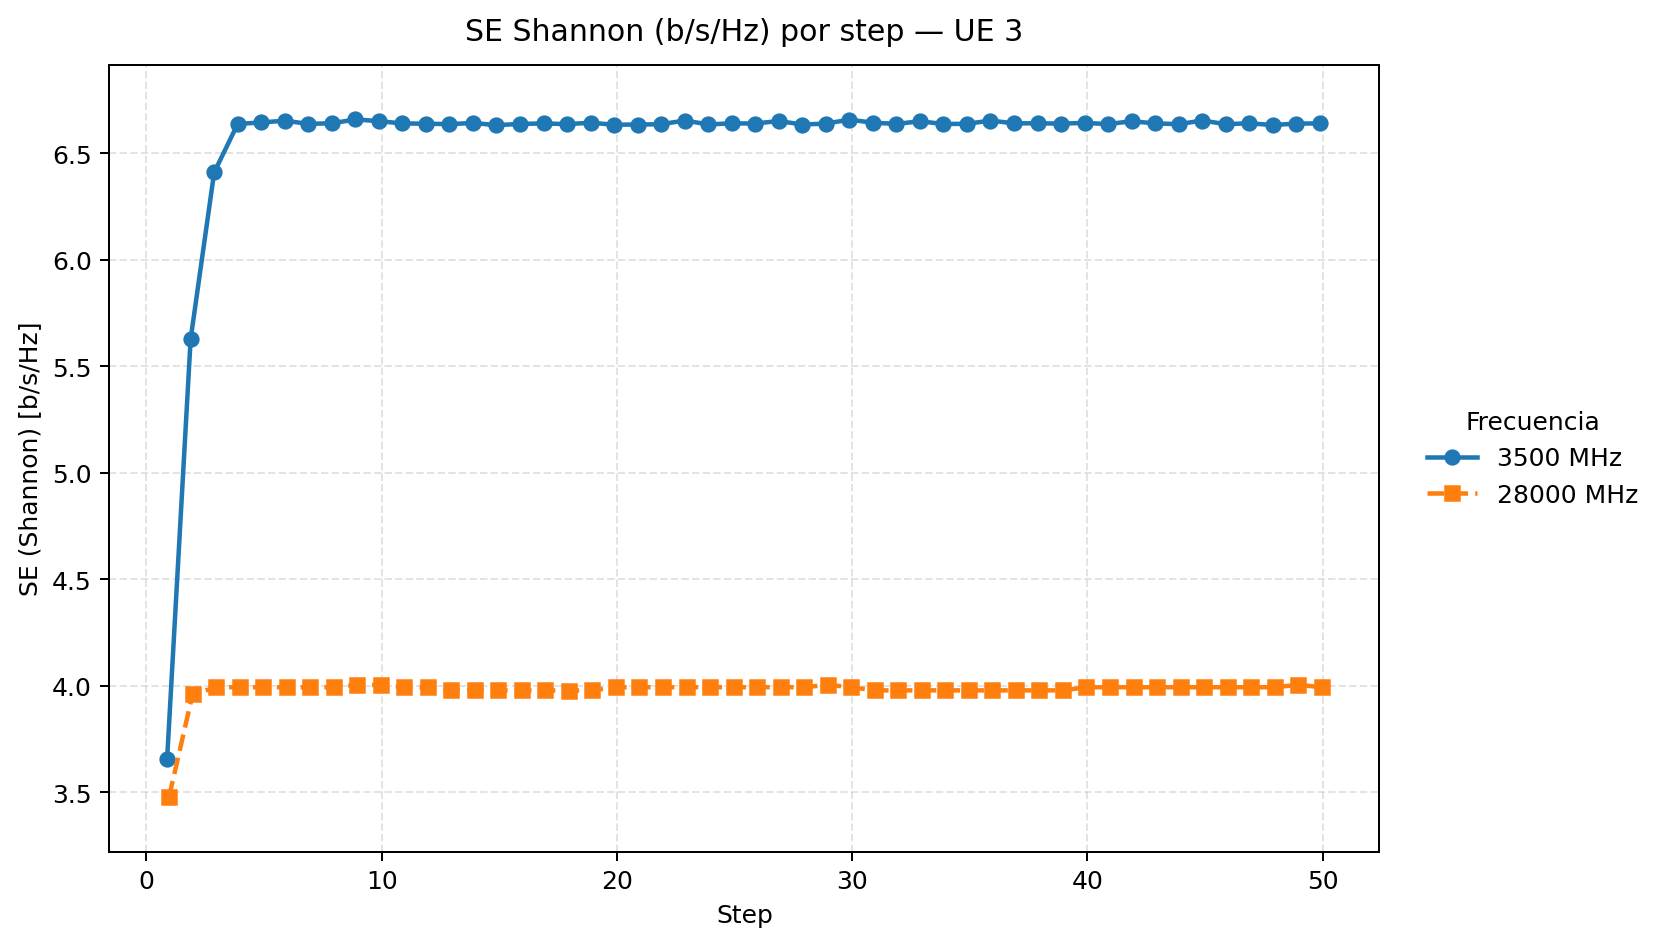 SE Shannon (b/s/Hz) por step — UE 3
SE (Shannon) [b/s/Hz]
6.5
6.0
5.5
5.0
4.5
4.0
3.5
0 10 20 30 40 50
Step
Frecuencia
3500 MHz
28000 MHz